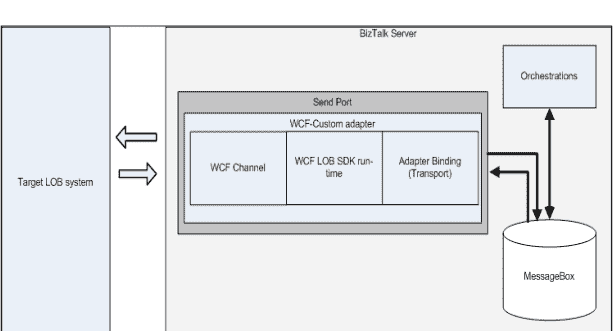 BizTalk Server
Orchestrations
Send Port
WCF-Custom adapter
WCF Channel
WCF LOB SDK run-
time
Adapter Binding
(Transport)
Target LOB system
MessageBox